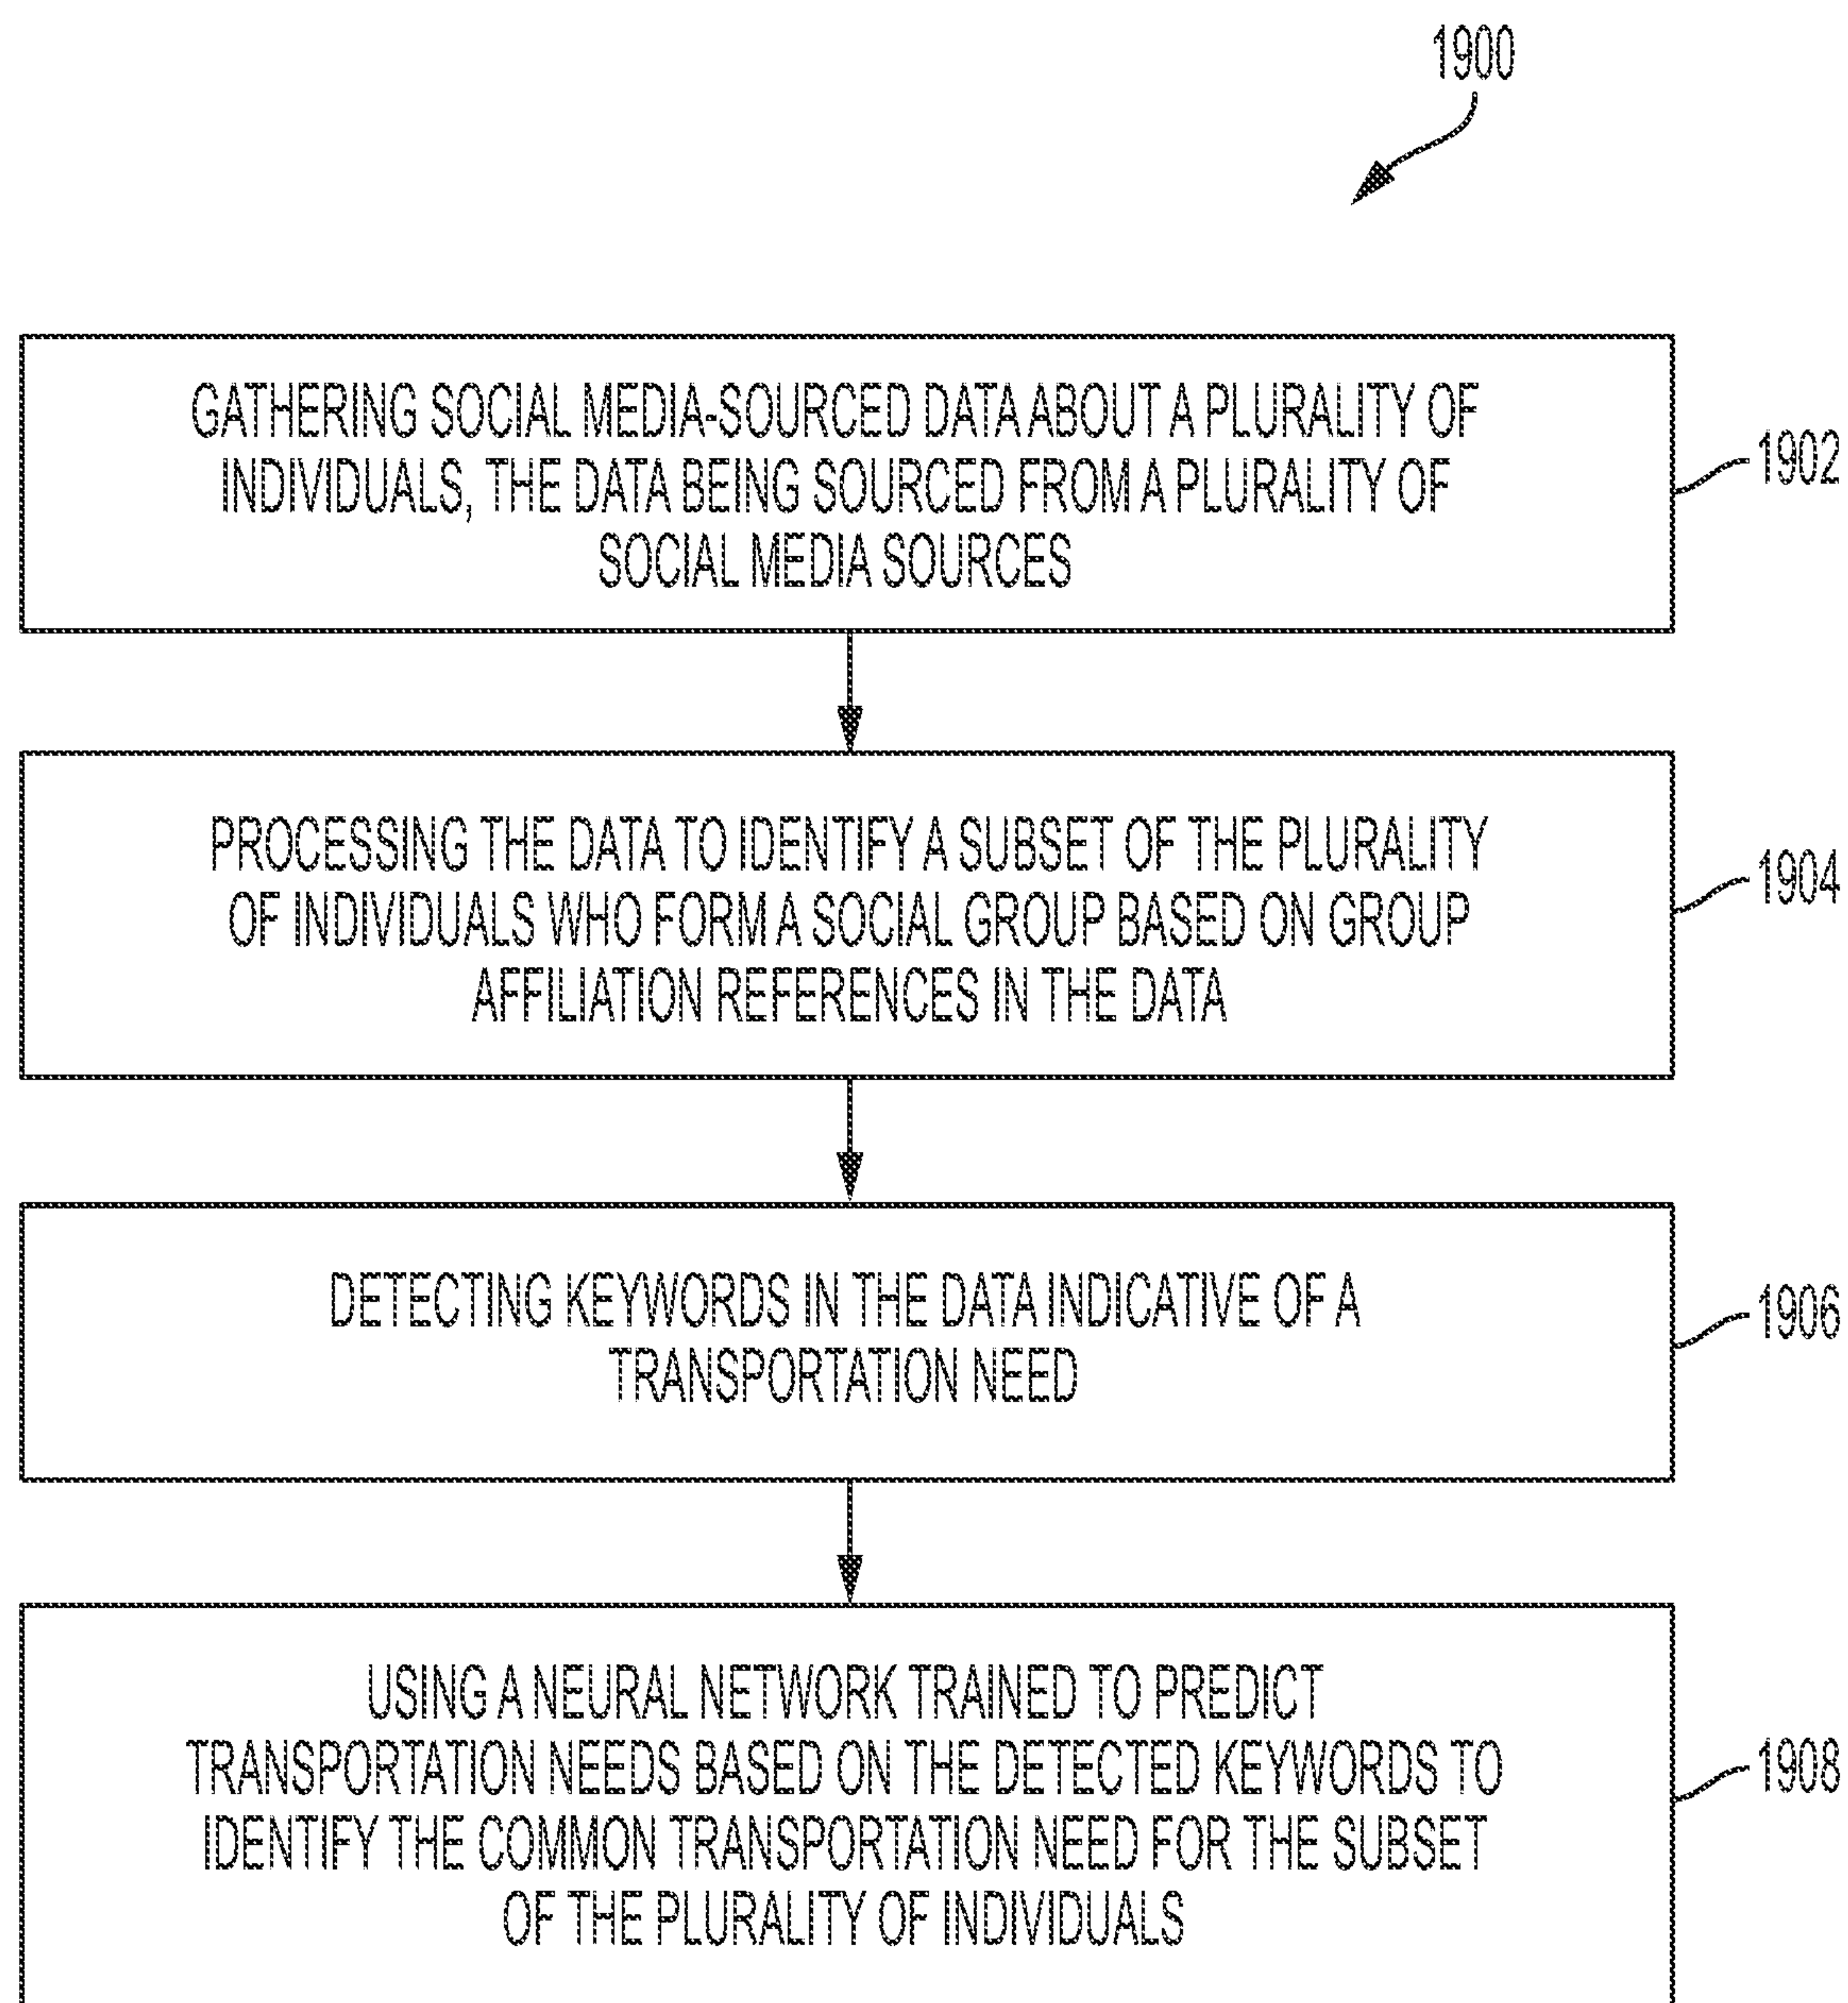 1900
GATHERING SOCIAL MEDIA-SOURCED DATA ABOUT A PLURALITY OF
INDIVIDUALS, THE DATA BEING SOURCED FROM A PLURALITY OF
SOCIAL MEDIA SOURCES
1902
PROCESSING THE DATA TO IDENTIFY A SUBSET OF THE PLURALITY
OF INDIVIDUALS WHO FORM A SOCIAL GROUP BASED ON GROUP
AFFILIATION REFERENCES IN THE DATA
1904
DETECTING KEYWORDS IN THE DATA INDICATIVE OF A
TRANSPORTATION NEED
1906
USING A NEURAL NETWORK TRAINED TO PREDICT
TRANSPORTATION NEEDS BASED ON THE DETECTED KEYWORDS TO
IDENTIFY THE COMMON TRANSPORTATION NEED FOR THE SUBSET
OF THE PLURALITY OF INDIVIDUALS
1908